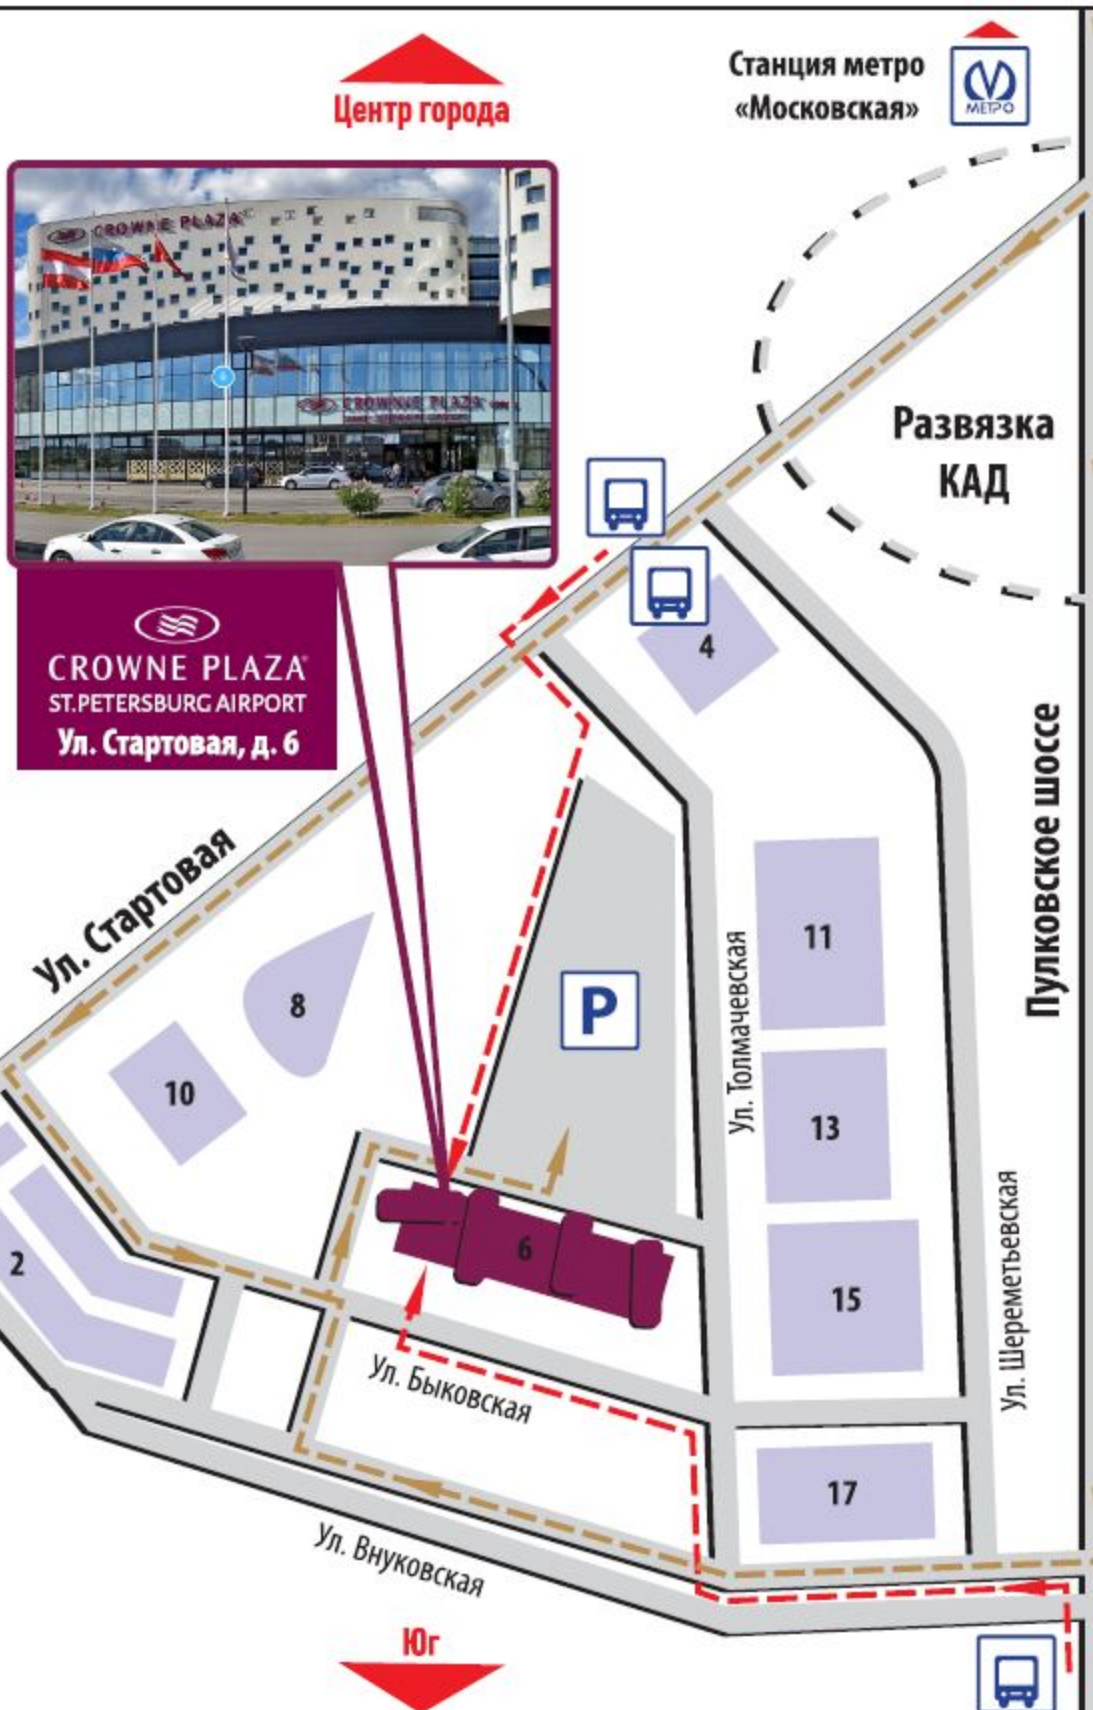 Центр города
Станция метро
«Московская»
МЕТРО
CROWNE PLAZA
CROWNE PLAZA
Развязка
КАД
CROWNE PLAZA
ST.PETERSBURG AIRPORT
Ул. Стартовая, д. 6
4
Ул. Стартовая
Пулковское шоссе
8
10
P
11
Ул. Толмачевская
13
2
6
15
Ул. Шереметьевская
Ул. Быковская
17
Ул. Внуковская
Юг